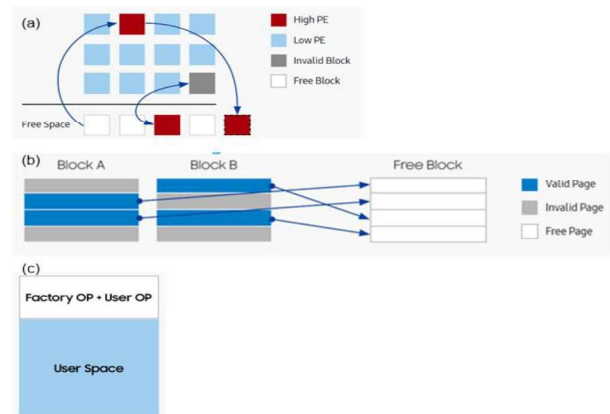 (a)
High PE
Low PE
Invalid Block
Free Block
Free Space
(b)
Block A
Block B
Free Block
Valid Page
Invalid Page
Free Page
(c)
Factory OP + User OP
User Space